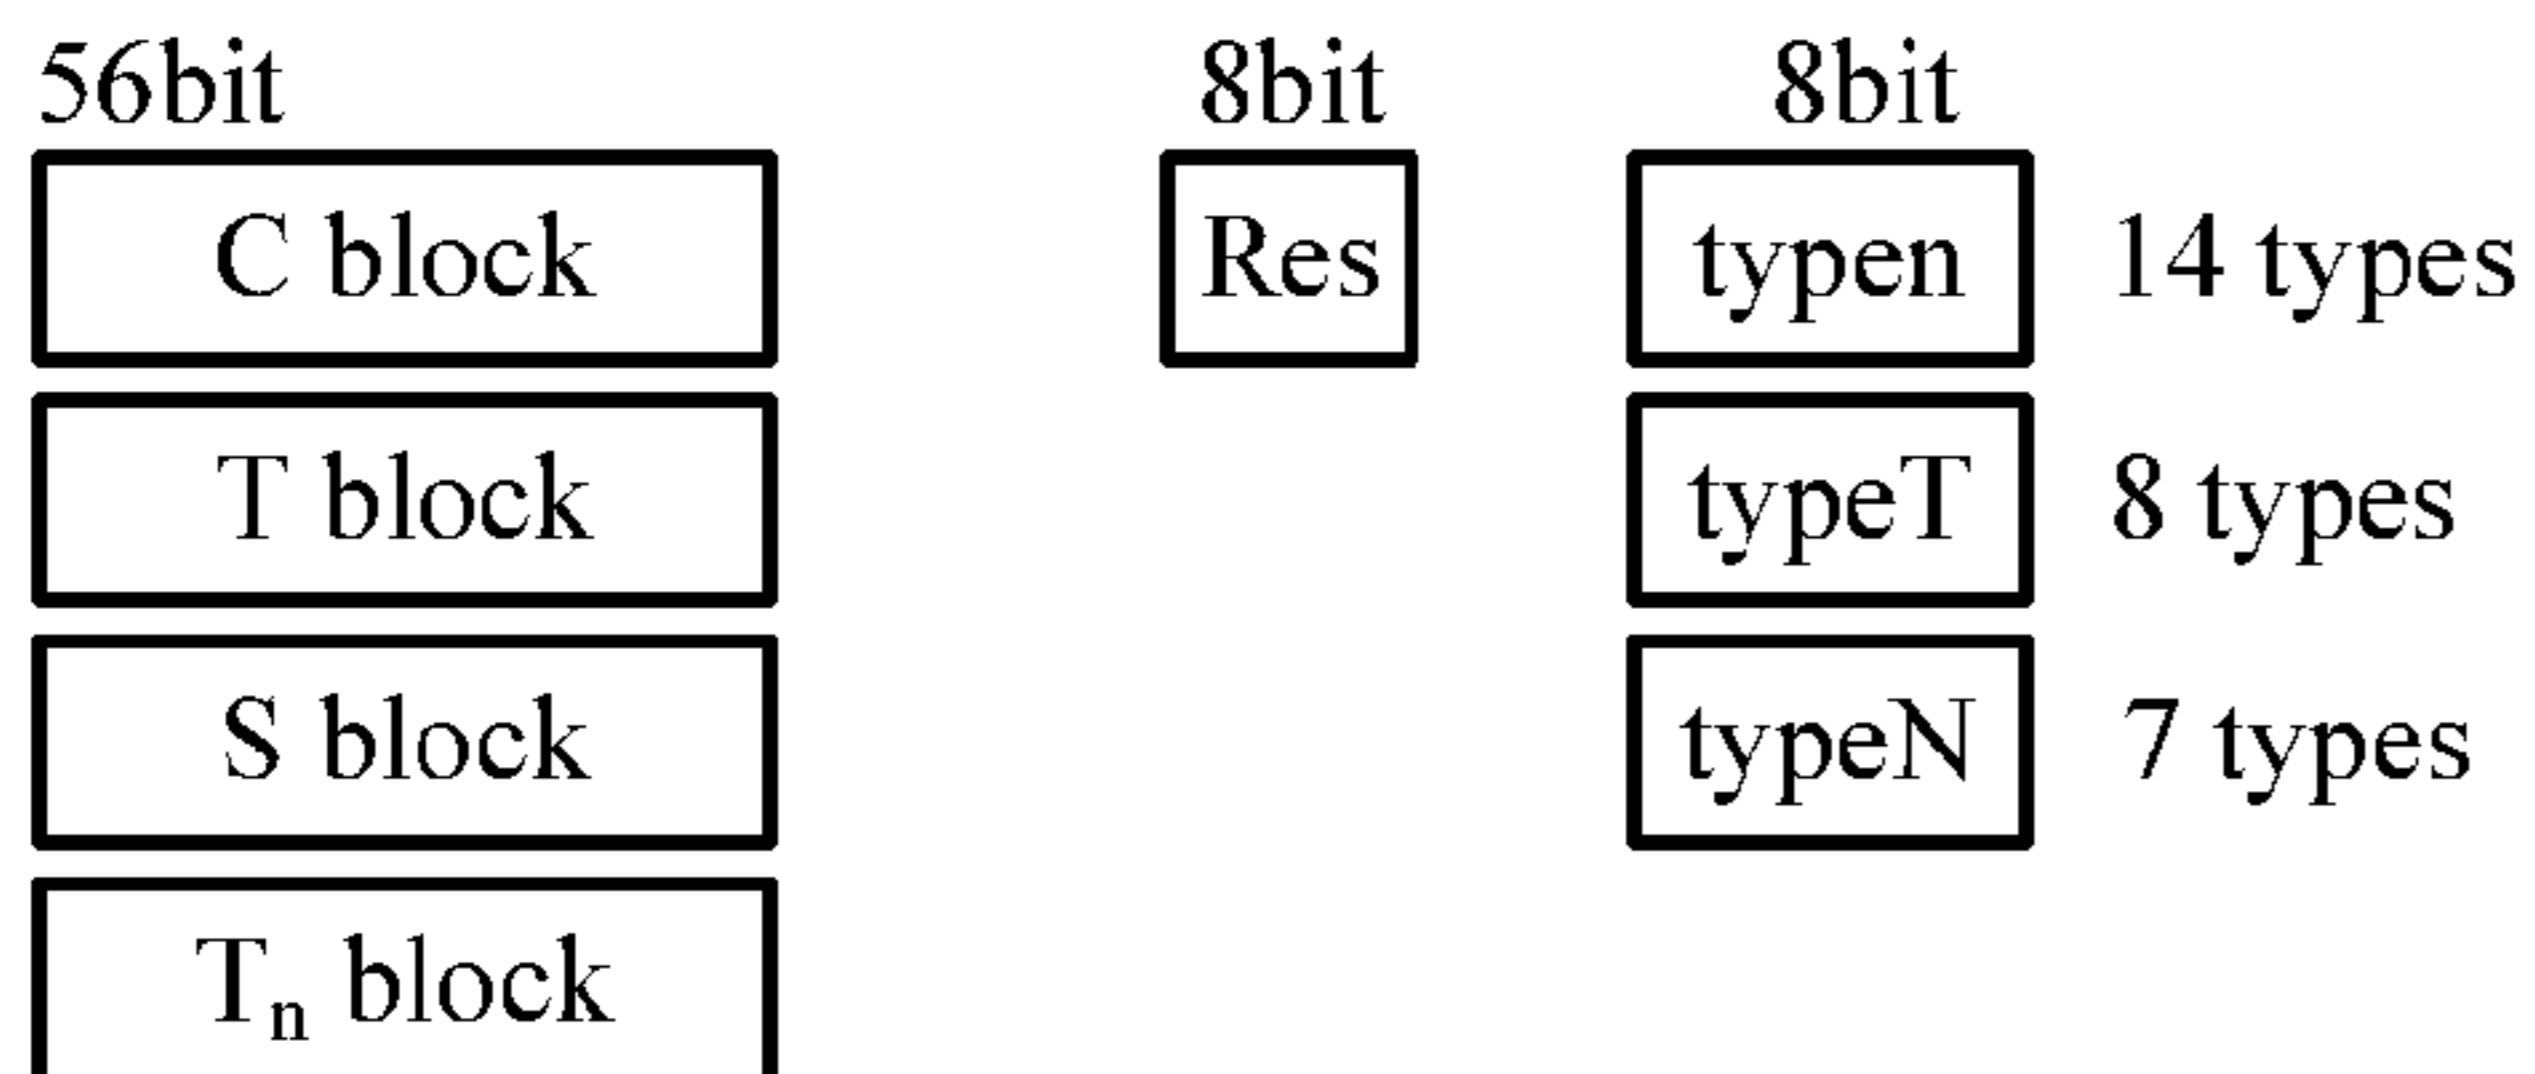 56bit 8bit 8bit
C block Res typen 14 types
T block typeT 8 types
S block typeN 7 types
Tn block